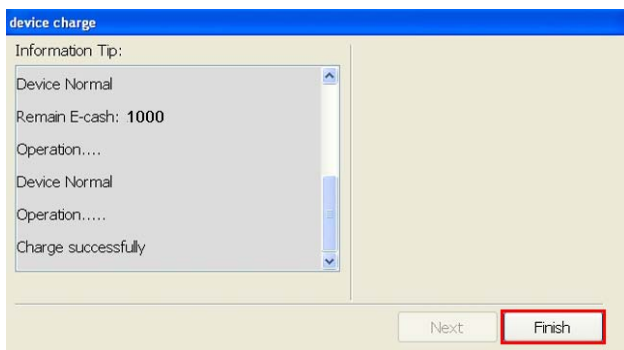 device charge
Information Tip:
Device Normal
Remain E-cash: 1000
Operation....
Device Normal
Operation.....
Charge successfully
Next
Finish